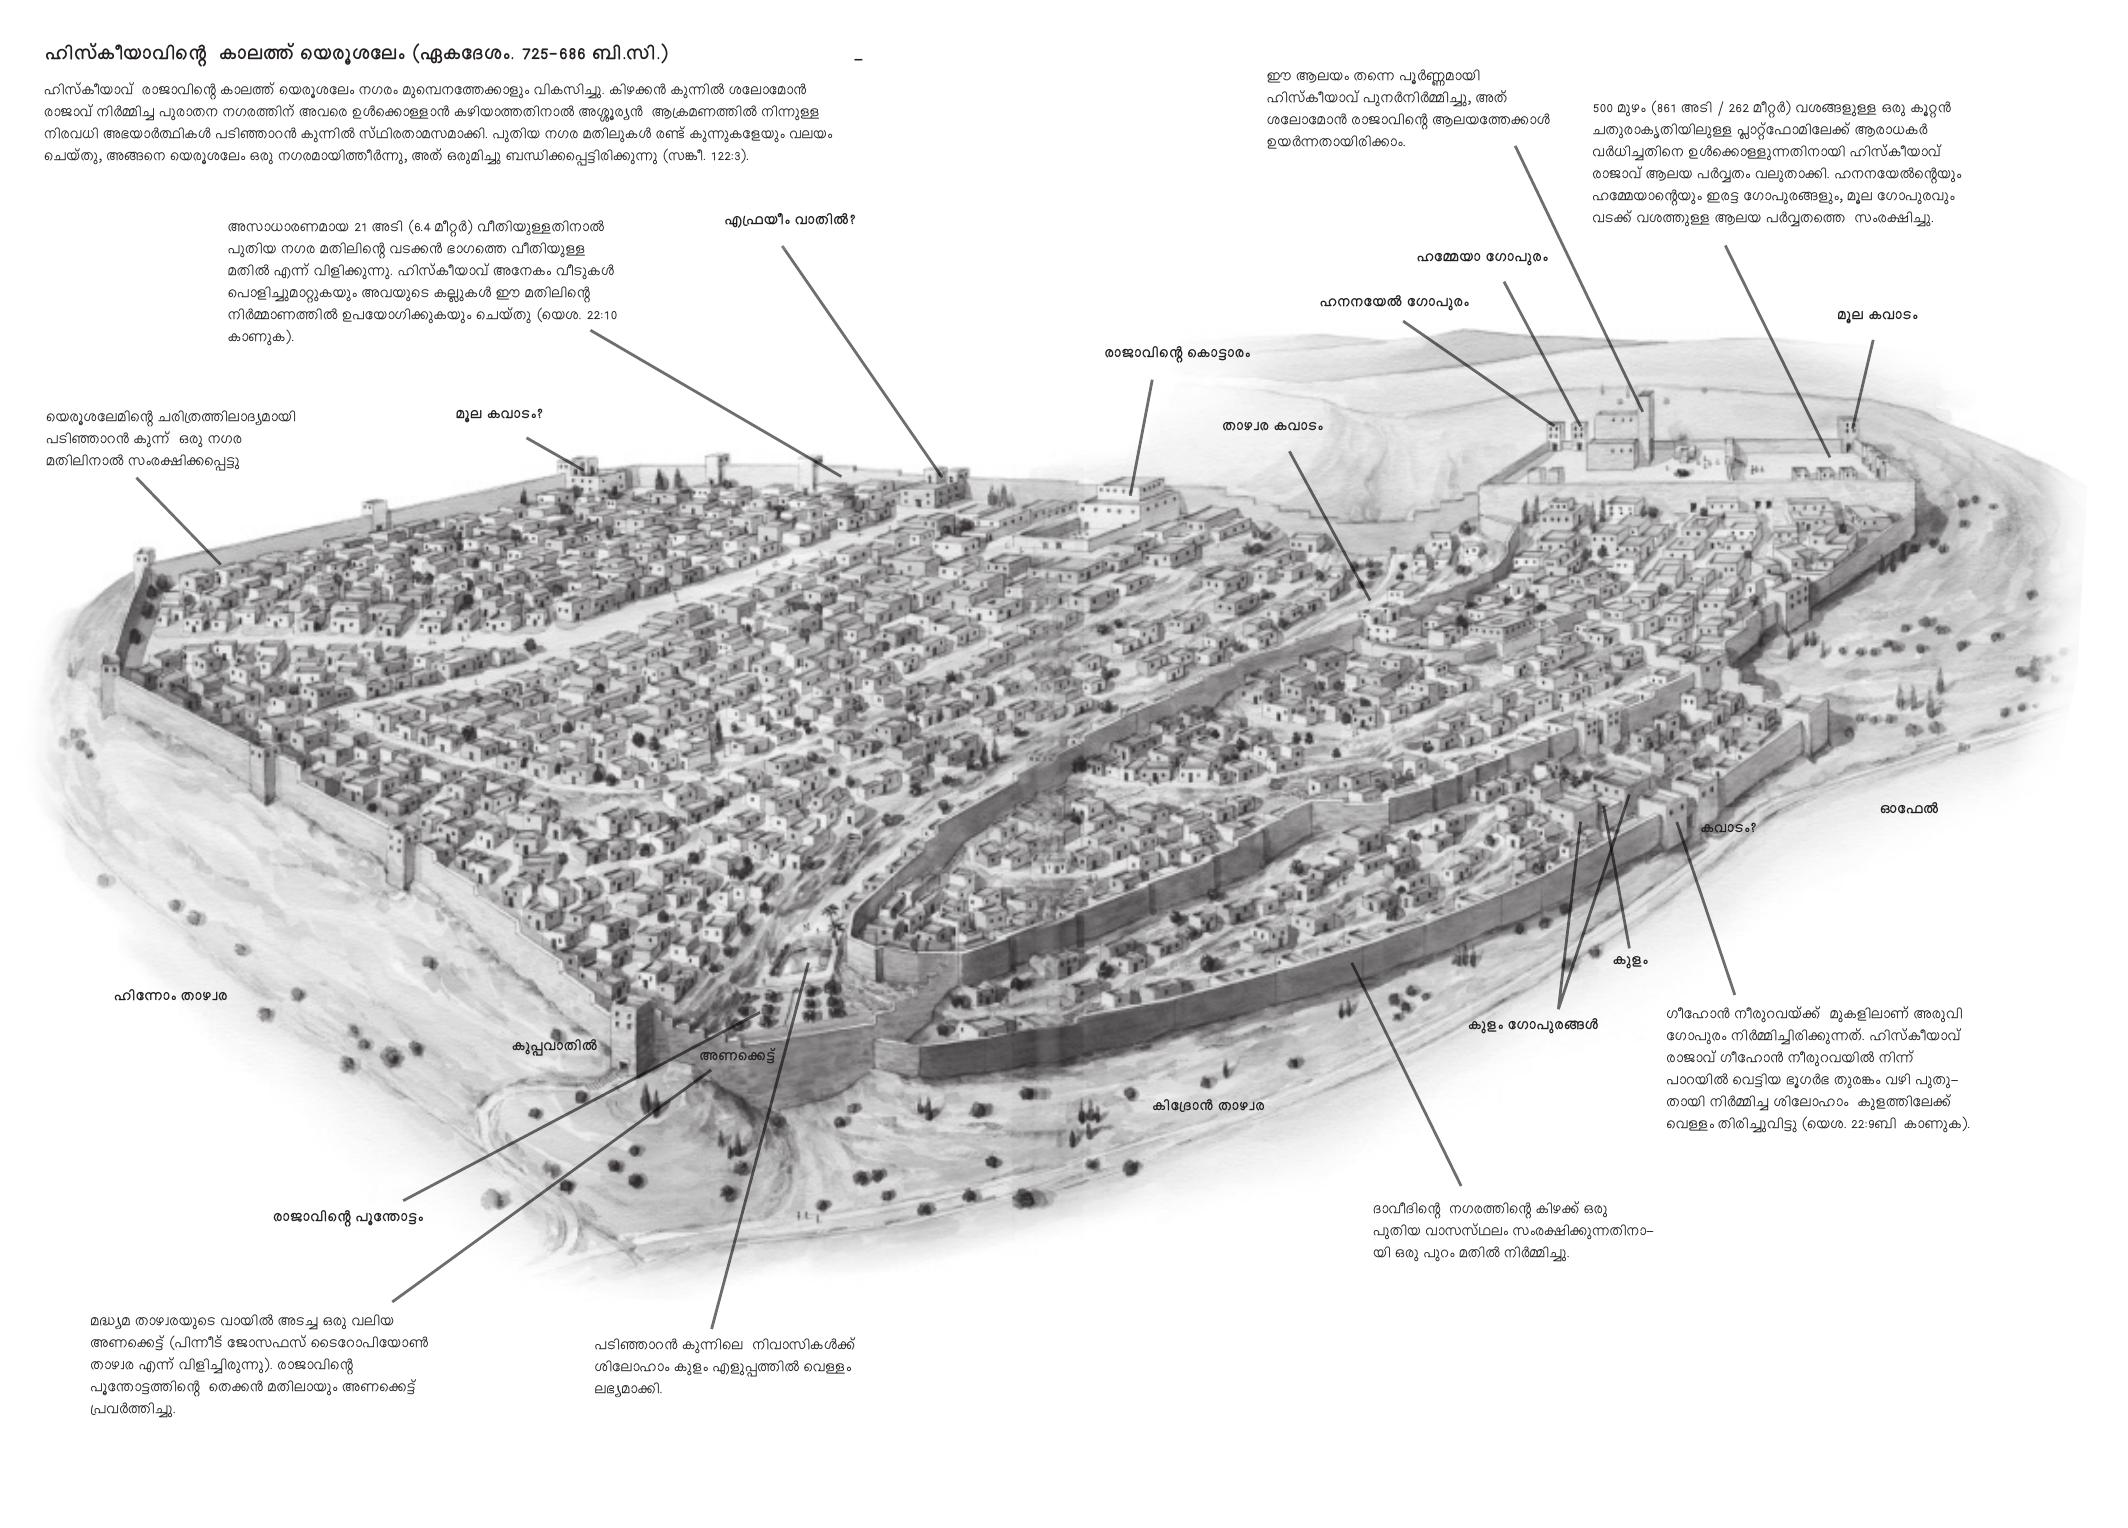 ഹിസ്കീയാവിന്റെ കാലത്ത് യെരൂശലേം (ഏകദേശം. 725-686 ബി.സി.)
ഹിസ്കീയാവ് രാജാവിന്റെ കാലത്ത് യെരൂശലേം നഗരം മുമ്പെന്നത്തേക്കാളും വികസിച്ചു. കിഴക്കൻ കുന്നിൽ ശലോമോൻ
രാജാവ് നിർമ്മിച്ച പുരാതന നഗരത്തിന് അവരെ ഉൾക്കൊള്ളാൻ കഴിയാത്തതിനാൽ അശ്ശൂര്യൻ ആക്രമണത്തിൽ നിന്നുള്ള
നിരവധി അഭയാർത്ഥികൾ പടിഞ്ഞാറൻ കുന്നിൽ സ്ഥിരതാമസമാക്കി. പുതിയ നഗര മതിലുകൾ രണ്ട് കുന്നുകളേയും വലയം
ചെയ്തു, അങ്ങനെ യെരൂശലേം ഒരു നഗരമായിത്തീർന്നു, അത് ഒരുമിച്ചു ബന്ധിക്കപ്പെട്ടിരിക്കുന്നു (സങ്കീ. 122:3).
ഈ ആലയം തന്നെ പൂർണ്ണമായി
ഹിസ്കീയാവ് പുനർനിർമ്മിച്ചു, അത്
ശലോമോൻ രാജാവിന്റെ ആലയത്തേക്കാൾ
ഉയർന്നതായിരിക്കാം.
500 മുഴം (861 അടി / 262 മീറ്റർ) വശങ്ങളുള്ള ഒരു കൂറ്റൻ
ചതുരാകൃതിയിലുള്ള പ്ലാറ്റ്ഫോമിലേക്ക് ആരാധകർ
വർധിച്ചതിനെ ഉൾക്കൊള്ളുന്നതിനായി ഹിസ്കീയാവ്
രാജാവ് ആലയ പർവ്വതം വലുതാക്കി. ഹനനയേൽന്റെയും
ഹമ്മേയാന്റെയും ഇരട്ട ഗോപുരങ്ങളും, മൂല ഗോപുരവും
വടക്ക് വശത്തുള്ള ആലയ പർവ്വതത്തെ സംരക്ഷിച്ചു.
അസാധാരണമായ 21 അടി (6.4 മീറ്റർ) വീതിയുള്ളതിനാൽ
പുതിയ നഗര മതിലിന്റെ വടക്കൻ ഭാഗത്തെ വീതിയുള്ള
മതിൽ എന്ന് വിളിക്കുന്നു. ഹിസ്കീയാവ് അനേകം വീടുകൾ
പൊളിച്ചുമാറ്റുകയും അവയുടെ കല്ലുകൾ ഈ മതിലിന്റെ
നിർമ്മാണത്തിൽ ഉപയോഗിക്കുകയും ചെയ്തു (യെശ. 22:10
കാണുക).
എഫ്രയീം വാതിൽ?
ഹമ്മേയാ ഗോപുരം
ഹനനയേൽ ഗോപുരം
മൂല കവാടം
രാജാവിന്റെ കൊട്ടാരം
താഴ്വര കവാടം
യെരൂശലേമിന്റെ ചരിത്രത്തിലാദ്യമായി
പടിഞ്ഞാറൻ കുന്ന് ഒരു നഗര
മതിലിനാൽ സംരക്ഷിക്കപ്പെട്ടു
മൂല കവാടം?
ഓഫേൽ
കവാടം?
കുളം
കുളം ഗോപുരങ്ങൾ
ഗീഹോൻ നീരുറവയ്ക്ക് മുകളിലാണ് അരുവി
ഗോപുരം നിർമ്മിച്ചിരിക്കുന്നത്. ഹിസ്കീയാവ്
രാജാവ് ഗീഹോൻ നീരുറവയിൽ നിന്ന്
പാറയിൽ വെട്ടിയ ഭൂഗർഭ തുരങ്കം വഴി പുതു-
തായി നിർമ്മിച്ച ശിലോഹാം കുളത്തിലേക്ക്
വെള്ളം തിരിച്ചുവിട്ടു (യെശ. 22:9ബി കാണുക).
ഹിന്നോം താഴ്വര
കുപ്പവാതിൽ
അണക്കെട്ട്
കിദ്രോൻ താഴ്വര
രാജാവിന്റെ പൂന്തോട്ടം
ദാവീദിന്റെ നഗരത്തിന്റെ കിഴക്ക് ഒരു
പുതിയ വാസസ്ഥലം സംരക്ഷിക്കുന്നതിനാ-
യി ഒരു പുറം മതിൽ നിർമ്മിച്ചു.
മദ്ധ്യമ താഴ്വരയുടെ വായിൽ അടച്ച ഒരു വലിയ
അണക്കെട്ട് (പിന്നീട് ജോസഫസ് ടൈറോപിയോൺ
താഴ്വര എന്ന് വിളിച്ചിരുന്നു). രാജാവിന്റെ
പൂന്തോട്ടത്തിന്റെ തെക്കൻ മതിലായും അണക്കെട്ട്
പ്രവർത്തിച്ചു.
പടിഞ്ഞാറൻ കുന്നിലെ നിവാസികൾക്ക്
ശിലോഹാം കുളം എളുപ്പത്തിൽ വെള്ളം
ലഭ്യമാക്കി.